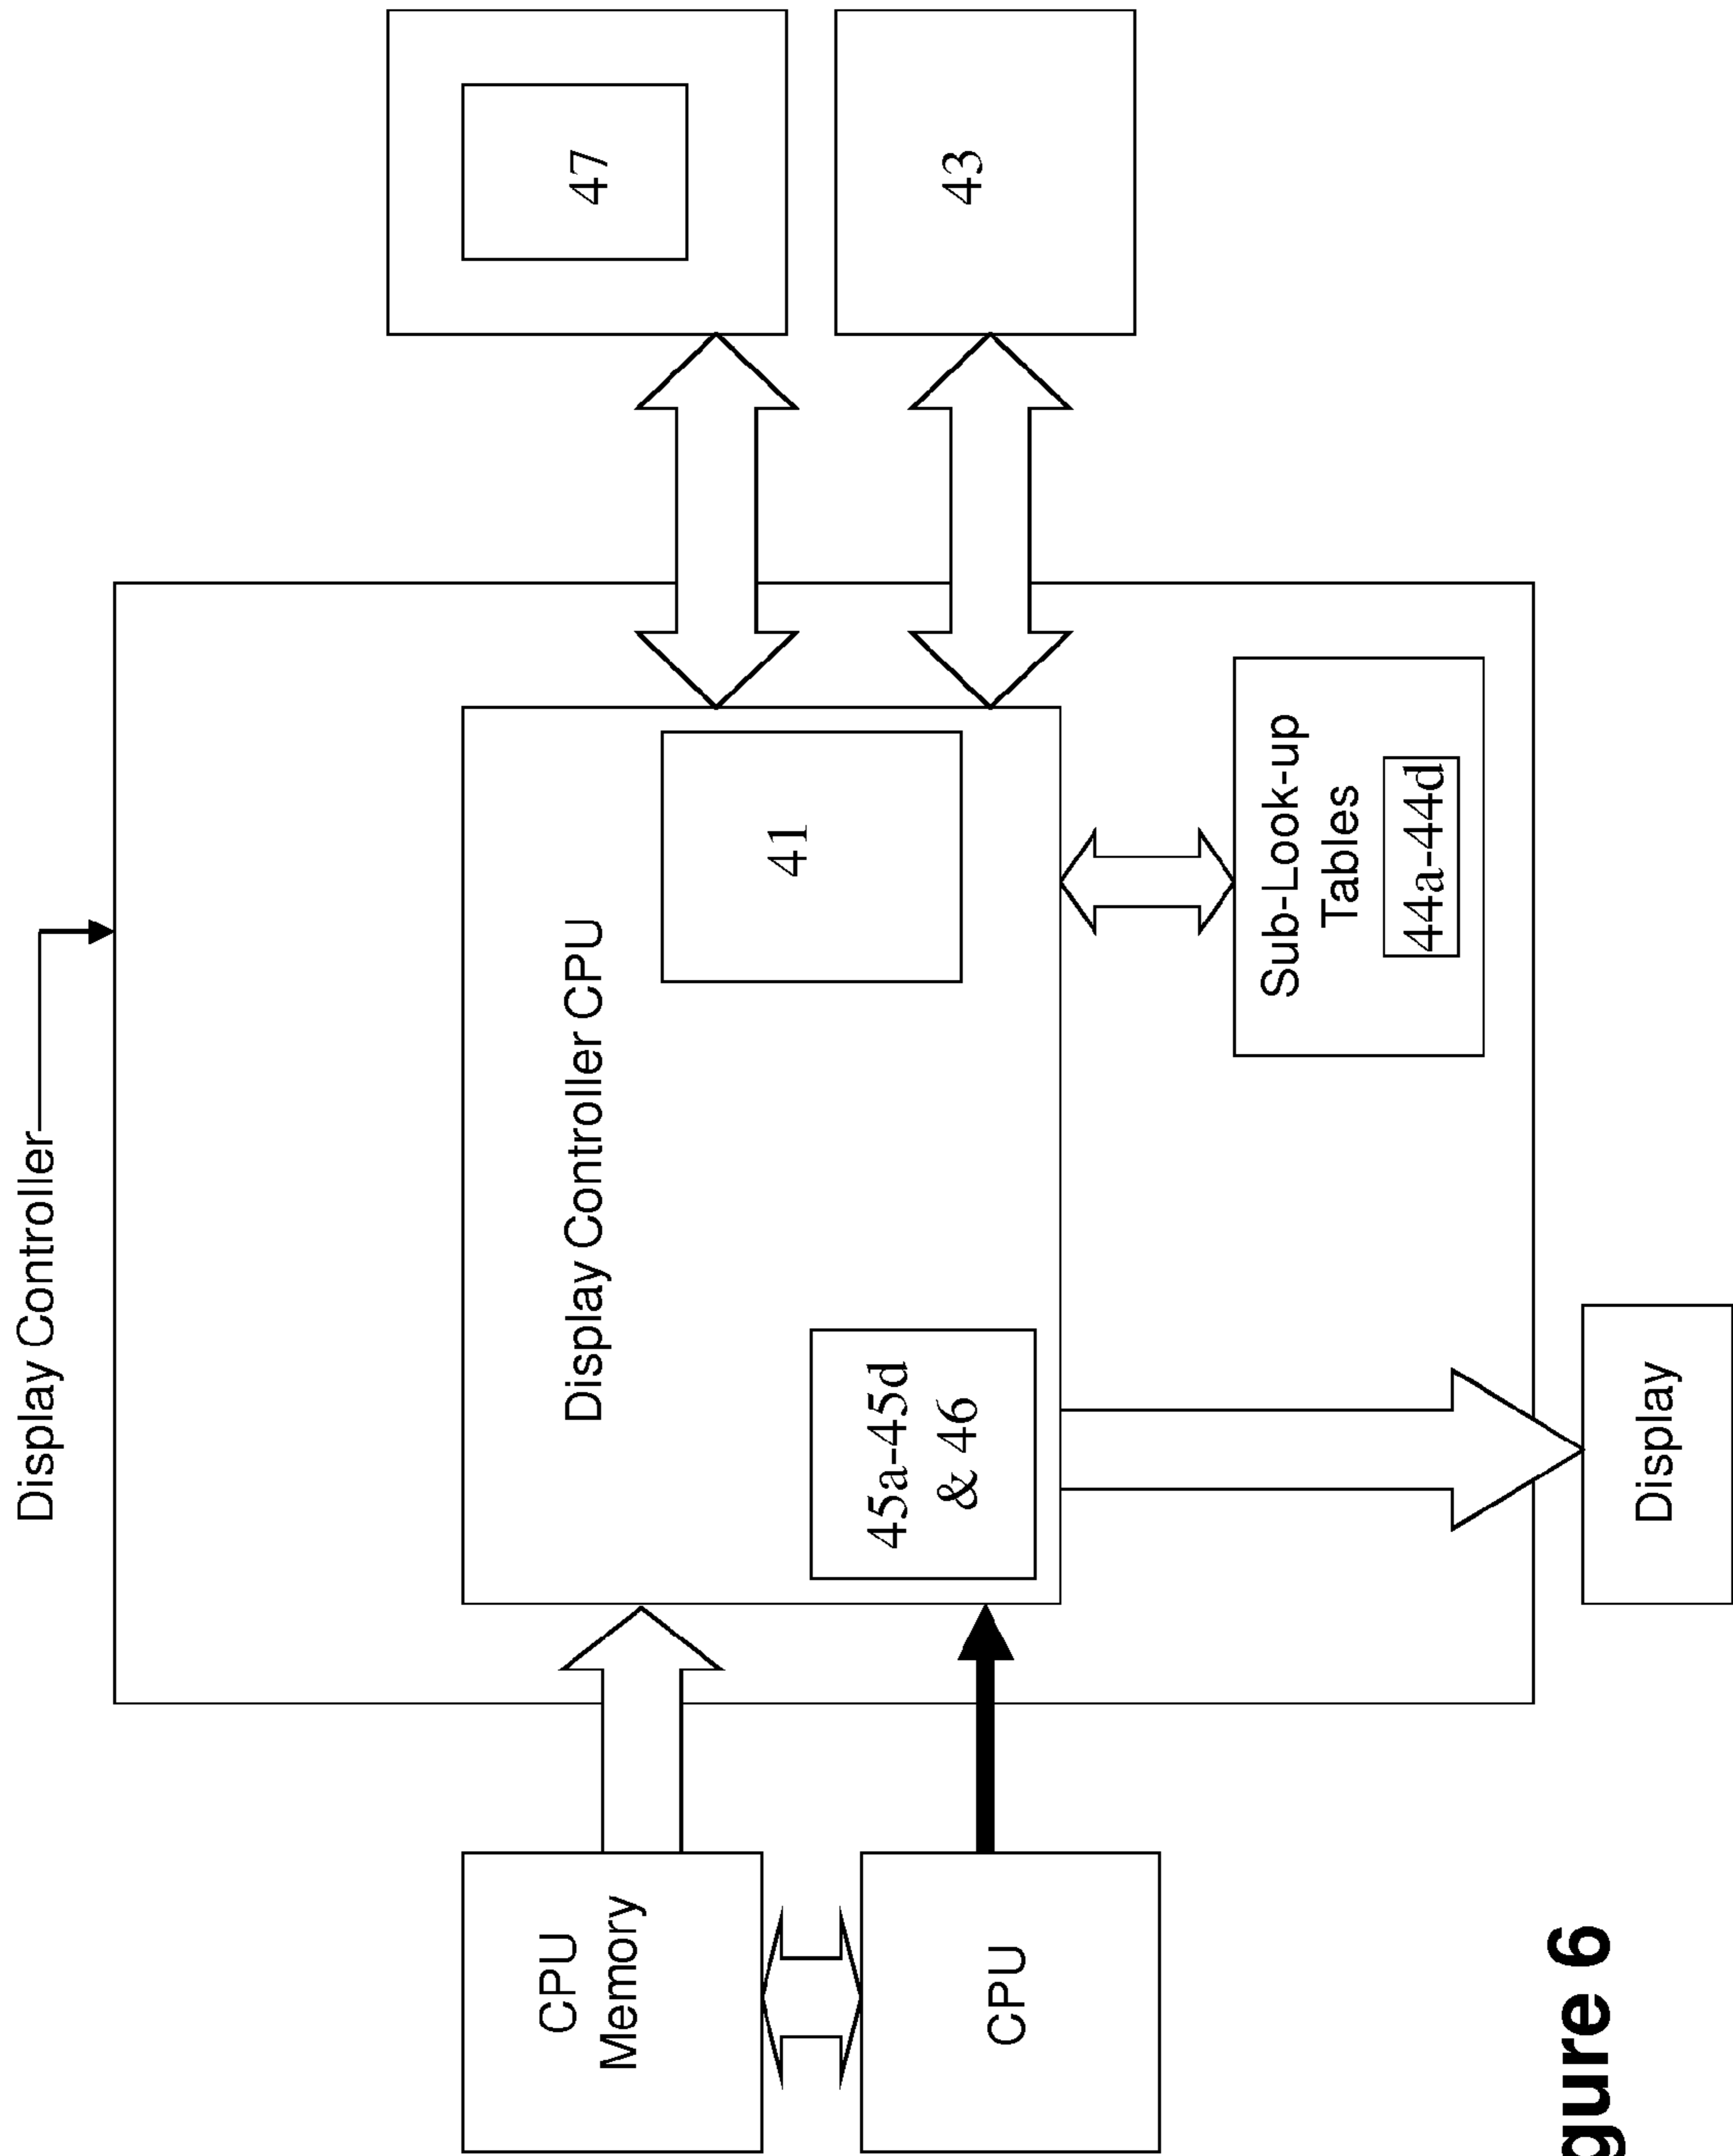 Display Controller
CPU
Memory
Display Controller CPU
47
41
45a-45d
& 46
43
CPU
Sub-Look-up
Tables
44a-44d
gure 6
Display